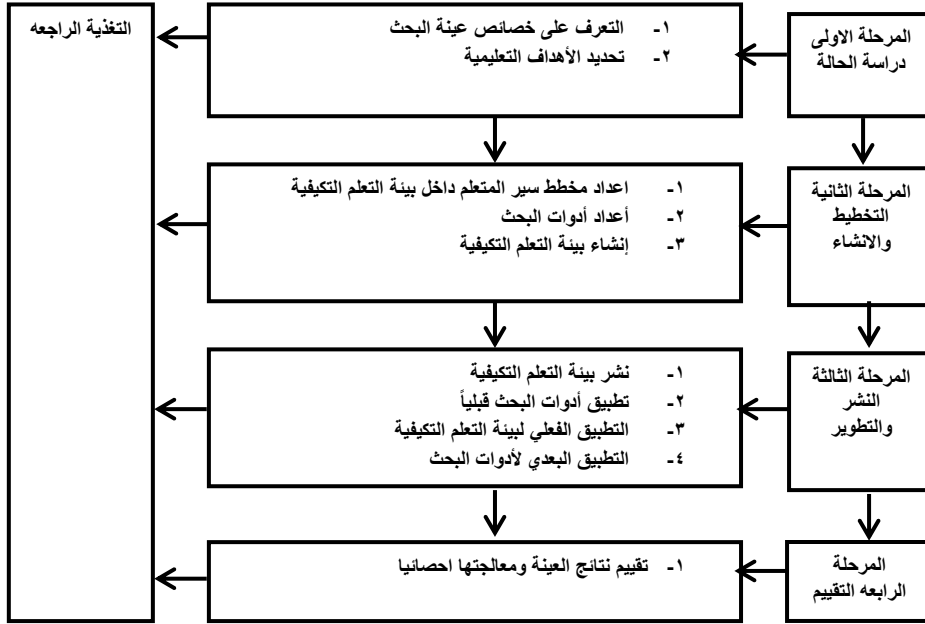 المرحلة الاولى
دراسة الحالة
١- التعرف على خصائص عينة البحث
٢- تحديد الأهداف التعليمية
التغذية الراجعه
المرحلة الثانية
التخطيط
والانشاء
١- اعداد مخطط سير المتعلم داخل بيئة التعلم التكيفية
٢- أعداد أدوات البحث
٣- إنشاء بيئة التعلم التكيفية
المرحلة الثالثة
النشر
والتطوير
١- نشر بيئة التعلم التكيفية
٢- تطبيق أدوات البحث قبلياً
٣- التطبيق الفعلي لبيئة التعلم التكيفية
٤- التطبيق البعدي لأدوات البحث
المرحلة
الرابعه التقييم
١- تقييم نتائج العينة ومعالجتها احصائيا